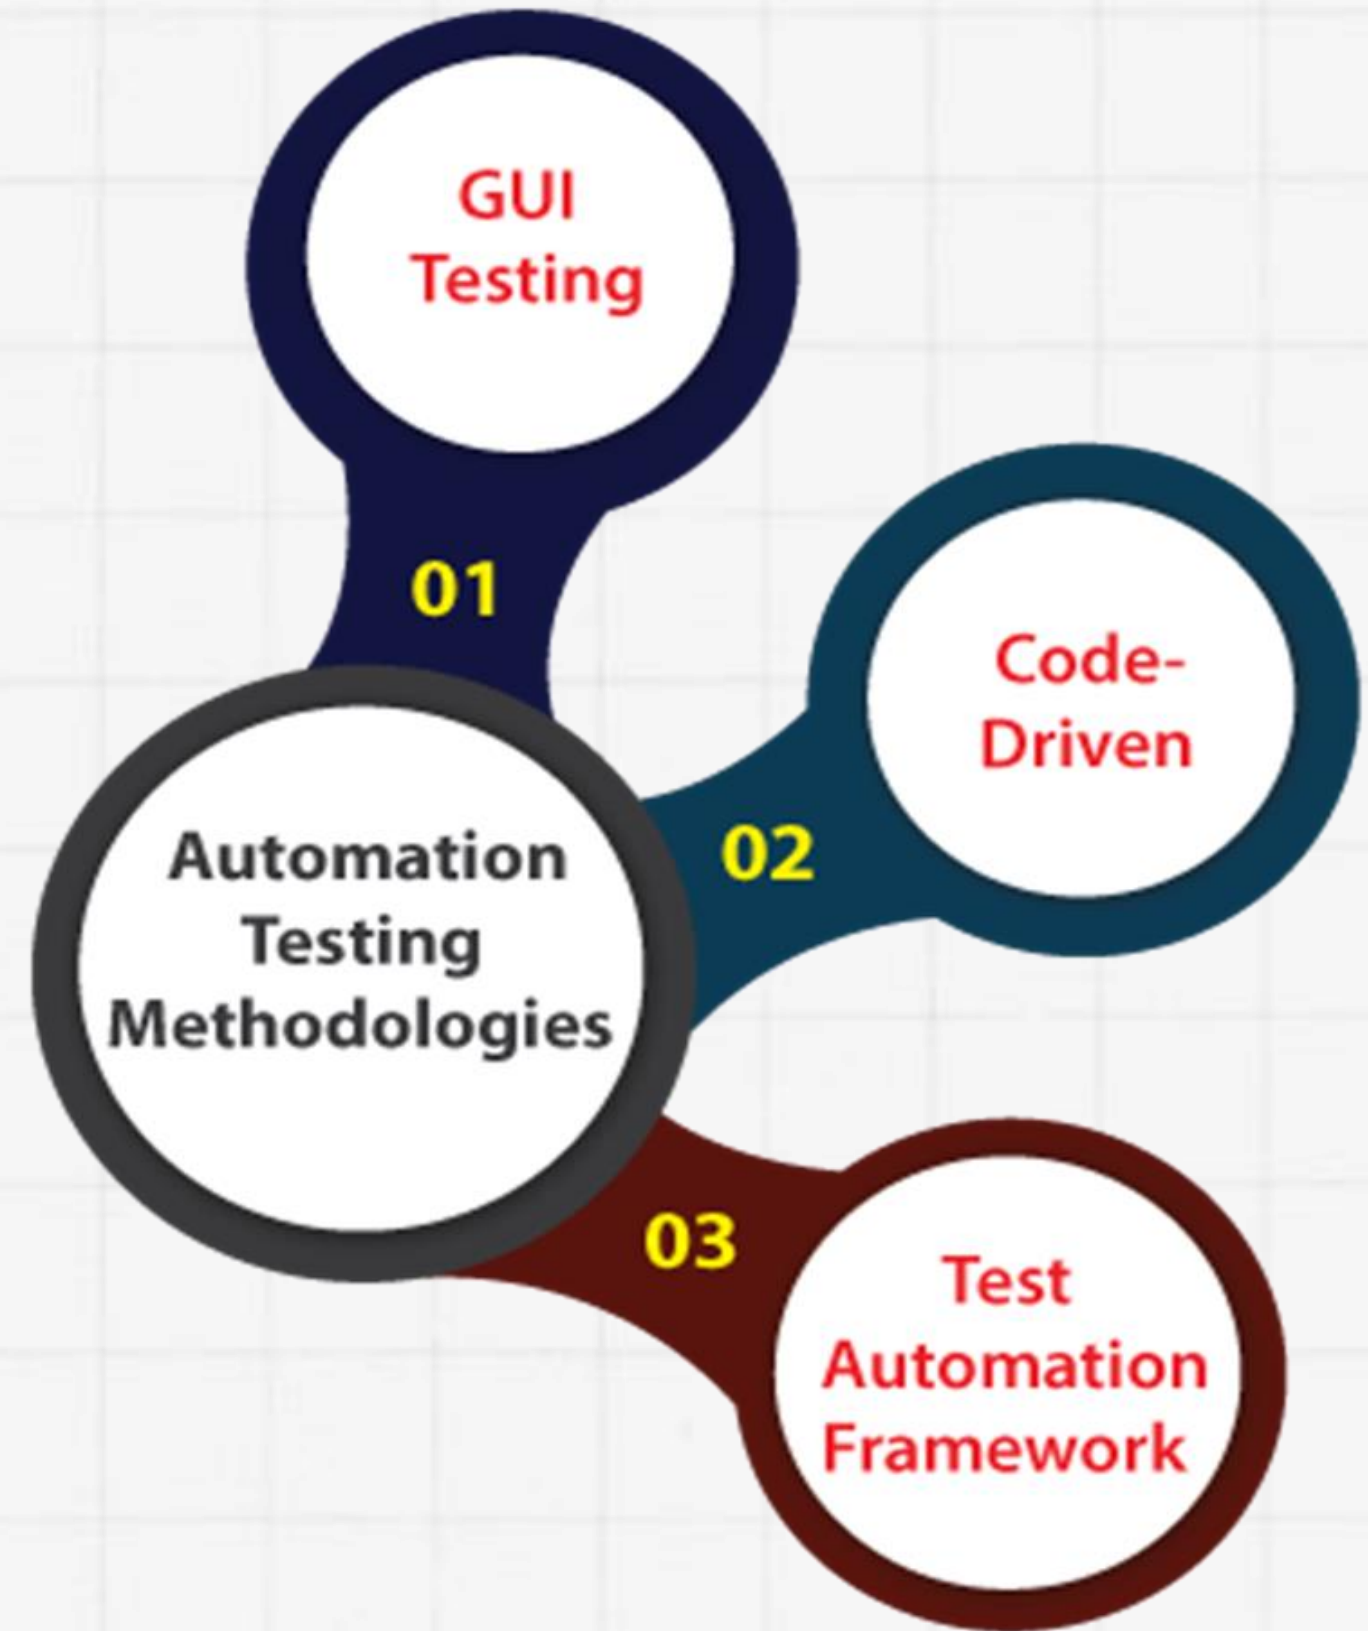 GUI
Testing
01
Code-
Driven
02
Automation
Testing
Methodologies
03
Test
Automation
Framework